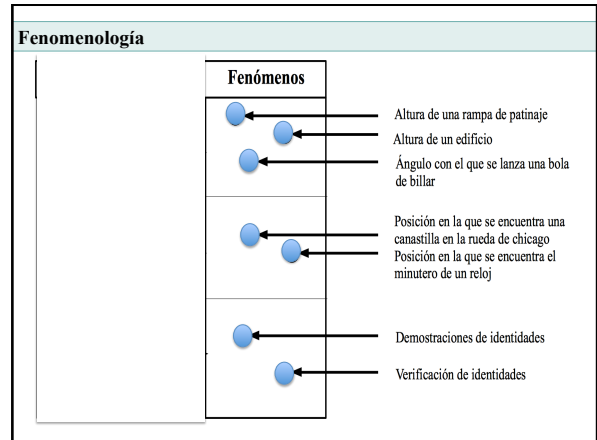 Fenomenología
Fenómenos
Altura de una rampa de patinaje
Altura de un edificio
Ángulo con el que se lanza una bola
de billar
Posición en la que se encuentra una
canastilla en la rueda de chicago
Posición en la que se encuentra el
minutero de un reloj
Demostraciones de identidades
Verificación de identidades